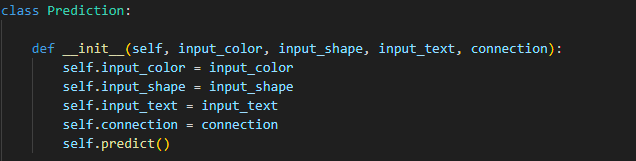 class Prediction:
def __init__(self, input_color, input_shape, input_text, connection):
self.input_color = input_color
self.input_shape = input_shape
self.input_text = input_text
self.connection = connection
self.predict()